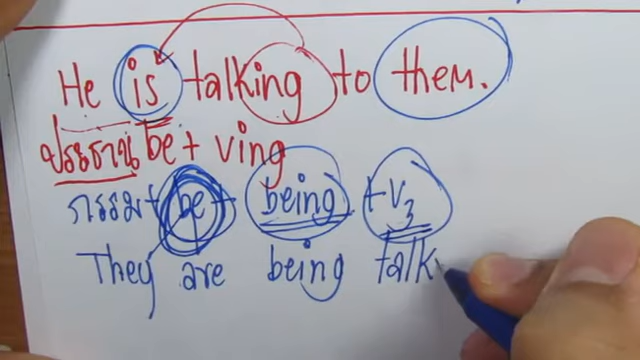 He is talking to them.
ประธาน be + ving
กรรม + be + being + V3
They are being talk